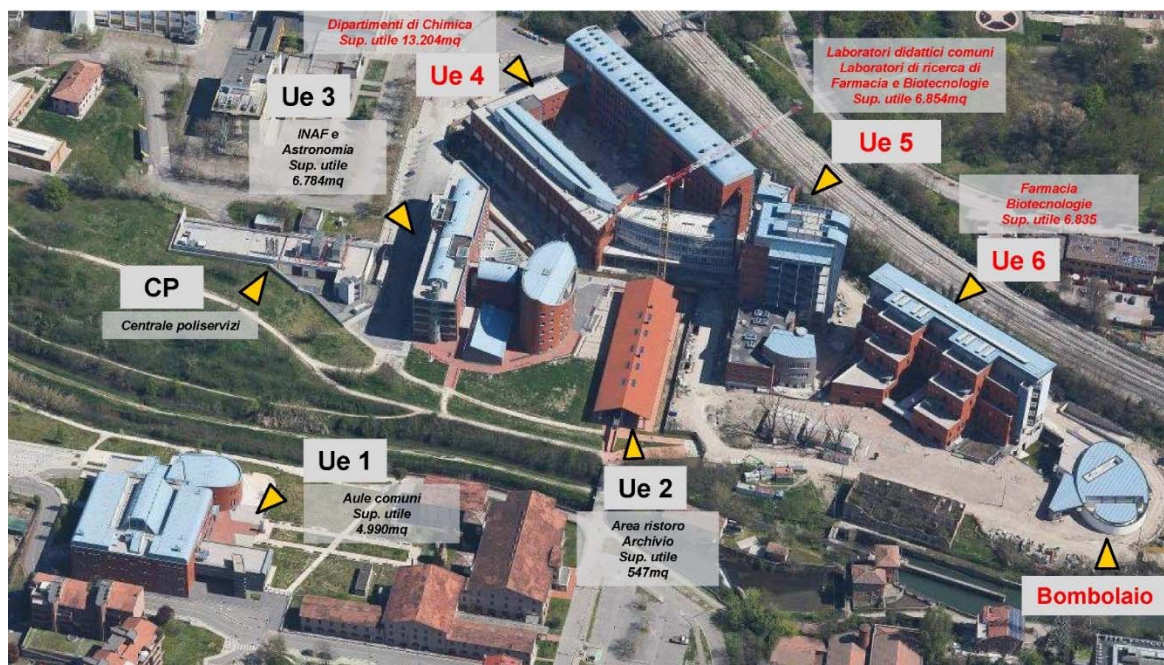 Dipartimenti di Chimica
Sup. utile 13.204mq
Ue 4
Ue 3
INAF e
Astronomia
Sup. utile
6.784mq
Laboratori didattici comuni
Laboratori di ricerca di
Farmacia e Biotecnologie
Sup. utile 6.854mq
Ue 5
Farmacia
Biotecnologie
Sup. utile 6.835
Ue 6
CP
Centrale poliservizi
Ue 1
Aule comuni
Sup. utile
4.990mq
Ue 2
Area ristoro
Archivio
Sup. utile
547mq
Bombolaio